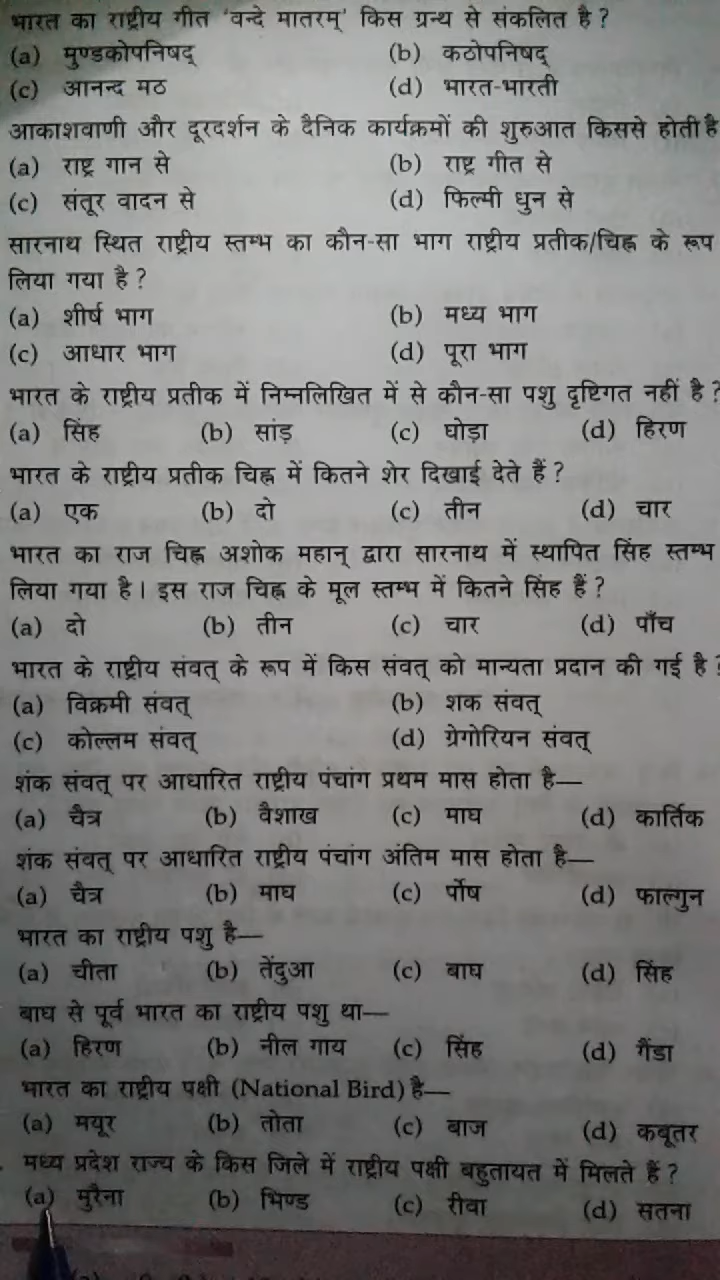 भारत का राष्ट्रीय गीत 'वन्दे मातरम्' किस ग्रन्थ से संकलित है ?
(a) मुण्डकोपनिषद् (b) कठोपनिषद्
(c) आनन्द मठ (d) भारत-भारती
आकाशवाणी और दूरदर्शन के दैनिक कार्यक्रमों की शुरुआत किससे होती है
(a) राष्ट्र गान से (b) राष्ट्र गीत से
(c) संतूर वादन से (d) फिल्मी धुन से
सारनाथ स्थित राष्ट्रीय स्तम्भ का कौन-सा भाग राष्ट्रीय प्रतीक/चिह्न के रूप
लिया गया है ?
(a) शीर्ष भाग (b) मध्य भाग
(c) आधार भाग (d) पूरा भाग
भारत के राष्ट्रीय प्रतीक में निम्नलिखित में से कौन-सा पशु दृष्टिगत नहीं है ?
(a) सिंह (b) सांड़ (c) घोड़ा (d) हिरण
भारत के राष्ट्रीय प्रतीक चिह्न में कितने शेर दिखाई देते हैं ?
(a) एक (b) दो (c) तीन (d) चार
भारत का राज चिह्न अशोक महान् द्वारा सारनाथ में स्थापित सिंह स्तम्भ
लिया गया है। इस राज चिह्न के मूल स्तम्भ में कितने सिंह हैं ?
(a) दो (b) तीन (c) चार (d) पाँच
भारत के राष्ट्रीय संवत् के रूप में किस संवत् को मान्यता प्रदान की गई है ?
(a) विक्रमी संवत् (b) शक संवत्
(c) कोल्लम संवत् (d) ग्रेगोरियन संवत्
शंक संवत् पर आधारित राष्ट्रीय पंचांग प्रथम मास होता है—
(a) चैत्र (b) वैशाख (c) माघ (d) कार्तिक
शंक संवत् पर आधारित राष्ट्रीय पंचांग अंतिम मास होता है—
(a) चैत्र (b) माघ (c) र्पोष (d) फाल्गुन
भारत का राष्ट्रीय पशु है—
(a) चीता (b) तेंदुआ (c) बाघ (d) सिंह
बाघ से पूर्व भारत का राष्ट्रीय पशु था—
(a) हिरण (b) नील गाय (c) सिंह (d) गैंडा
भारत का राष्ट्रीय पक्षी (National Bird) है—
(a) मयूर (b) तोता (c) बाज (d) कबूतर
मध्य प्रदेश राज्य के किस जिले में राष्ट्रीय पक्षी बहुतायत में मिलते हैं ?
(a) मुरैना (b) भिण्ड (c) रीवा (d) सतना